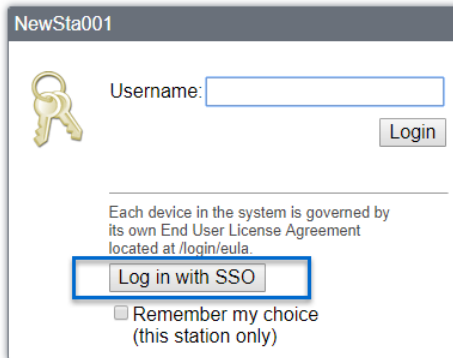 NewSta001
Username:
Login
Each device in the system is governed by
its own End User License Agreement
located at /login/eula.
Log in with SSO
Remember my choice
(this station only)